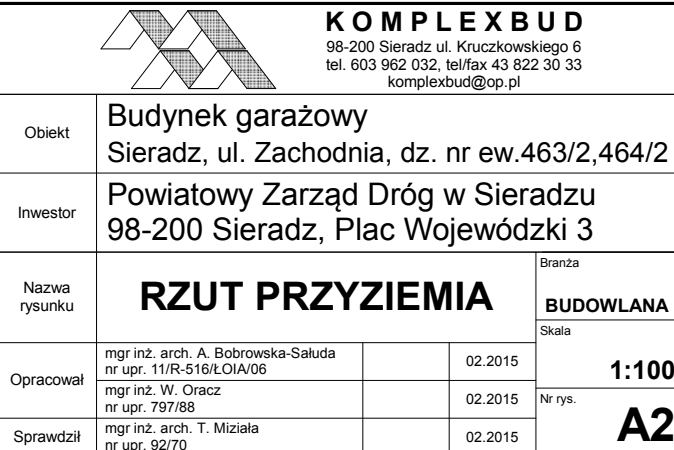 KOMPLEXBUD
98-200 Sieradz ul. Kruczkowskiego 6
tel. 603 962 032, tel/fax 43 822 30 33
komplexbud@op.pl
Obiekt
Budynek garażowy
Sieradz, ul. Zachodnia, dz. nr ew.463/2,464/2
Inwestor
Powiatowy Zarząd Dróg w Sieradzu
98-200 Sieradz, Plac Wojewódzki 3
Nazwa
rysunku
RZUT PRZYZIEMIA
Branża
BUDOWLANA
Skala
1:100
Opracował
mgr inż. arch. A. Bobrowska-Sałuda
nr upr. 11/R-516/ŁOIA/06
02.2015
mgr inż. W. Oracz
nr upr. 797/88
02.2015
Nr rys.
A2
Sprawdził
mgr inż. arch. T. Miziała
nr upr. 92/70
02.2015